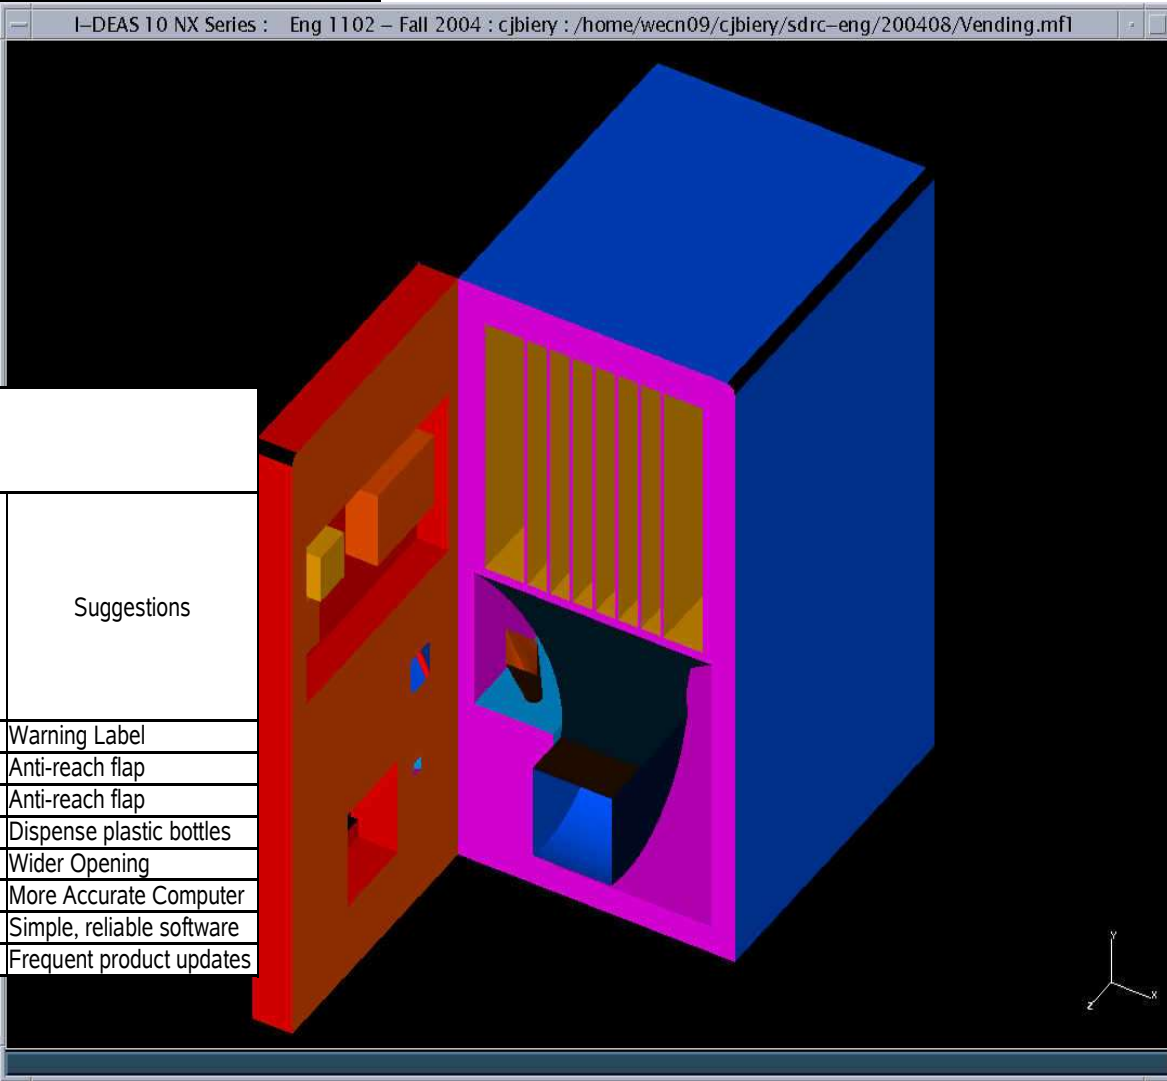 I-DEAS 10 NX Series :   Eng 1102 – Fall 2004 : cjbiery : /home/wecn09/cjbiery/sdrc-eng/200408/Vending.mf1
Suggestions
Warning Label
Anti-reach flap
Anti-reach flap
Dispense plastic bottles
Wider Opening
More Accurate Computer
Simple, reliable software
Frequent product updates
Y
X
Z